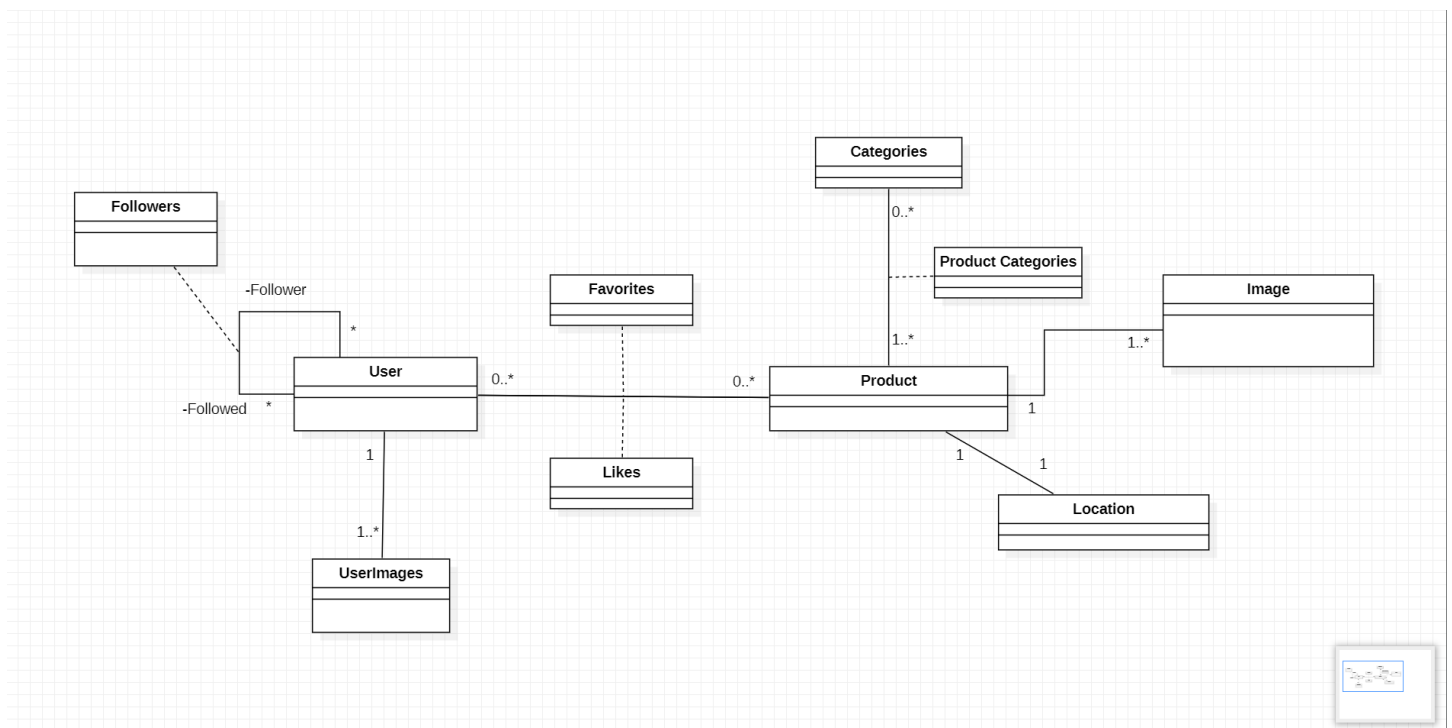 Categories
Followers
0..*
Product Categories
-Follower
Favorites
Image
*
1..*
1..*
User
0..*
0..*
Product
-Followed
*
1
1
1
1
Likes
Location
1..*
UserImages